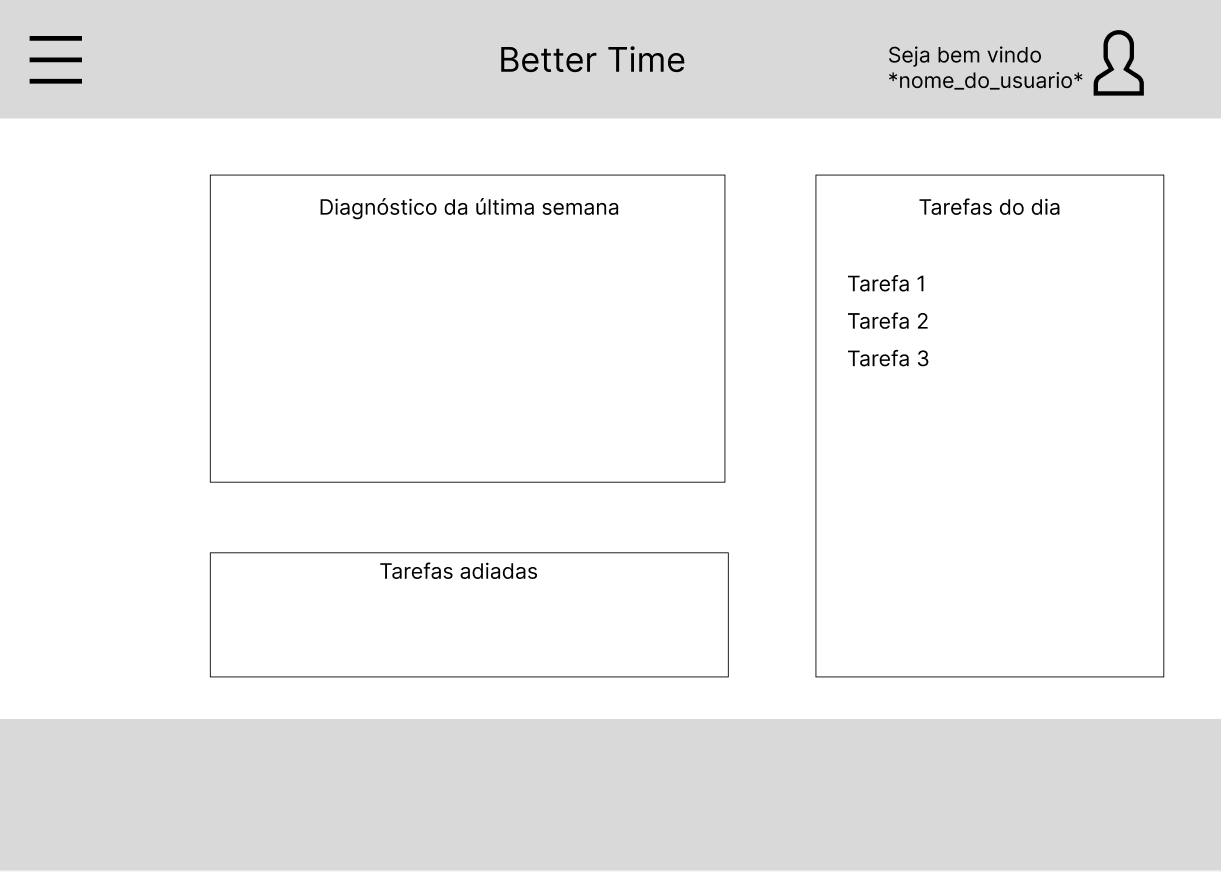 Better Time
Seja bem vindo
*nome_do_usuario*
Diagnóstico da última semana
Tarefas adiadas
Tarefas do dia
Tarefa 1
Tarefa 2
Tarefa 3